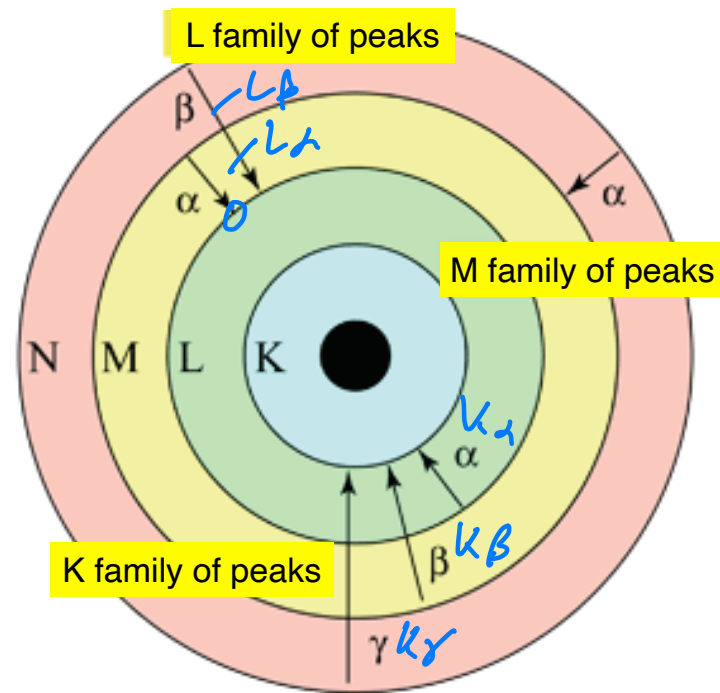 L family of peaks
β Lβ
Lα
α
α
M family of peaks
N M L K
Kα
α
K family of peaks
β Kβ
γ Kγ